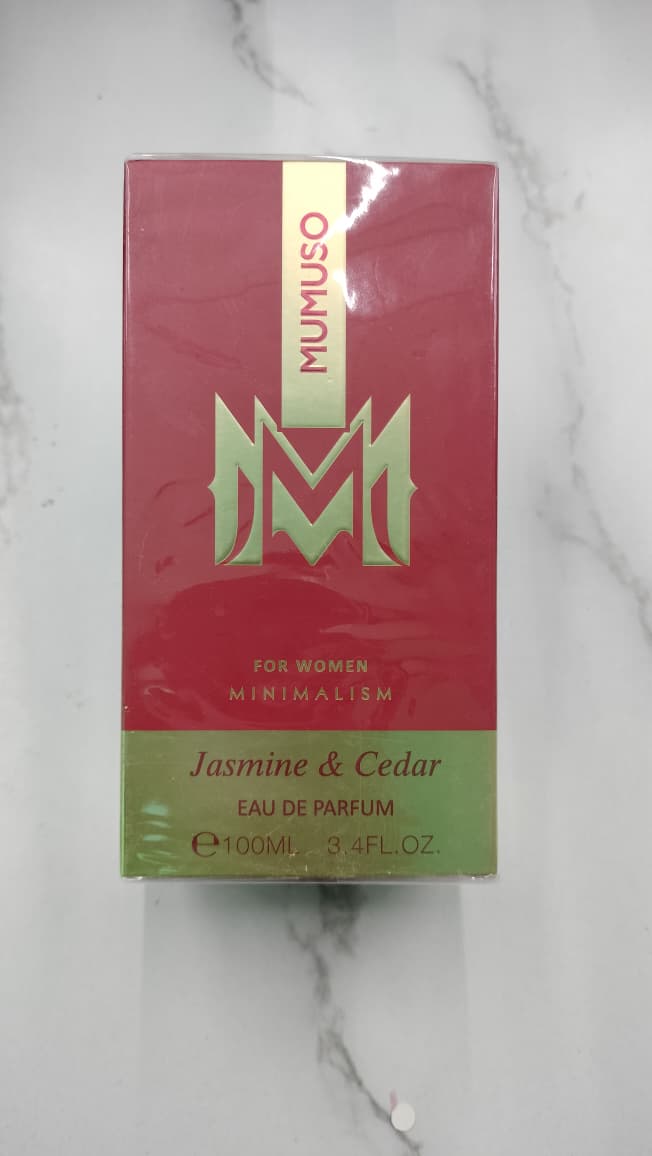 MUMUSO
M
FOR WOMEN
MINIMALISM
Jasmine & Cedar
EAU DE PARFUM
℮100ML 3.4FL.OZ.